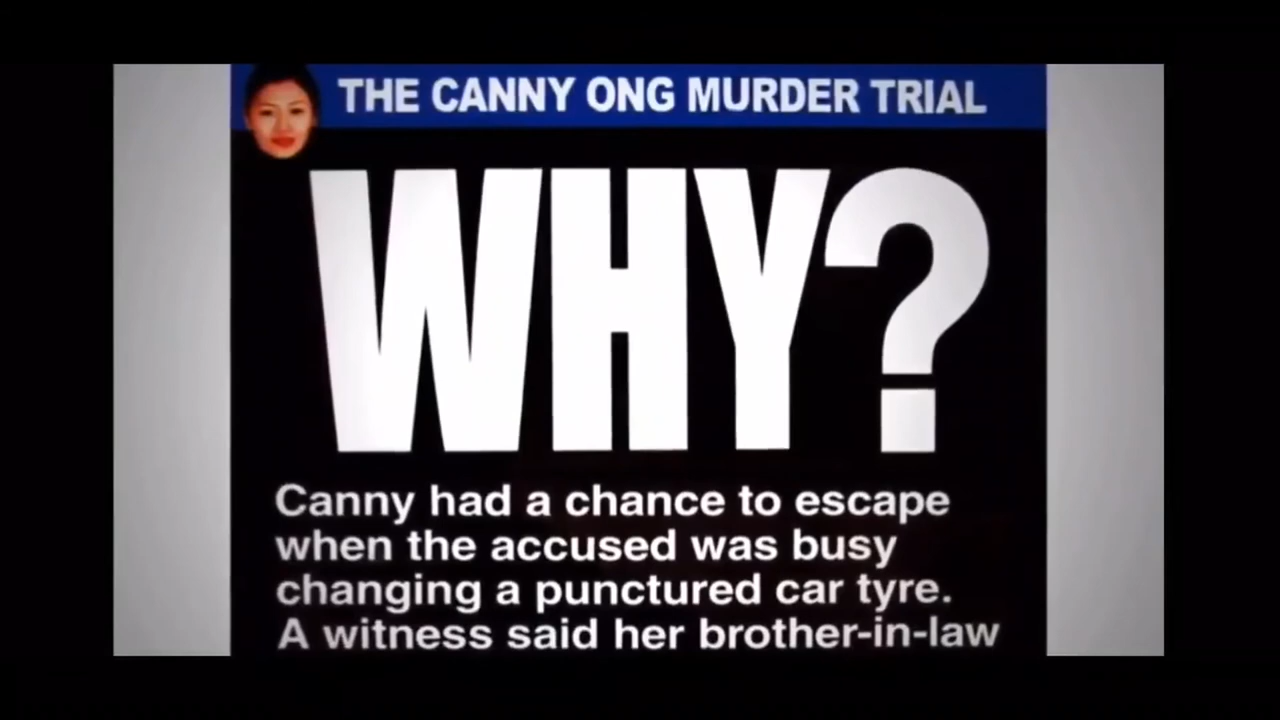 THE CANNY ONG MURDER TRIAL
WHY?
Canny had a chance to escape
when the accused was busy
changing a punctured car tyre.
A witness said her brother-in-law